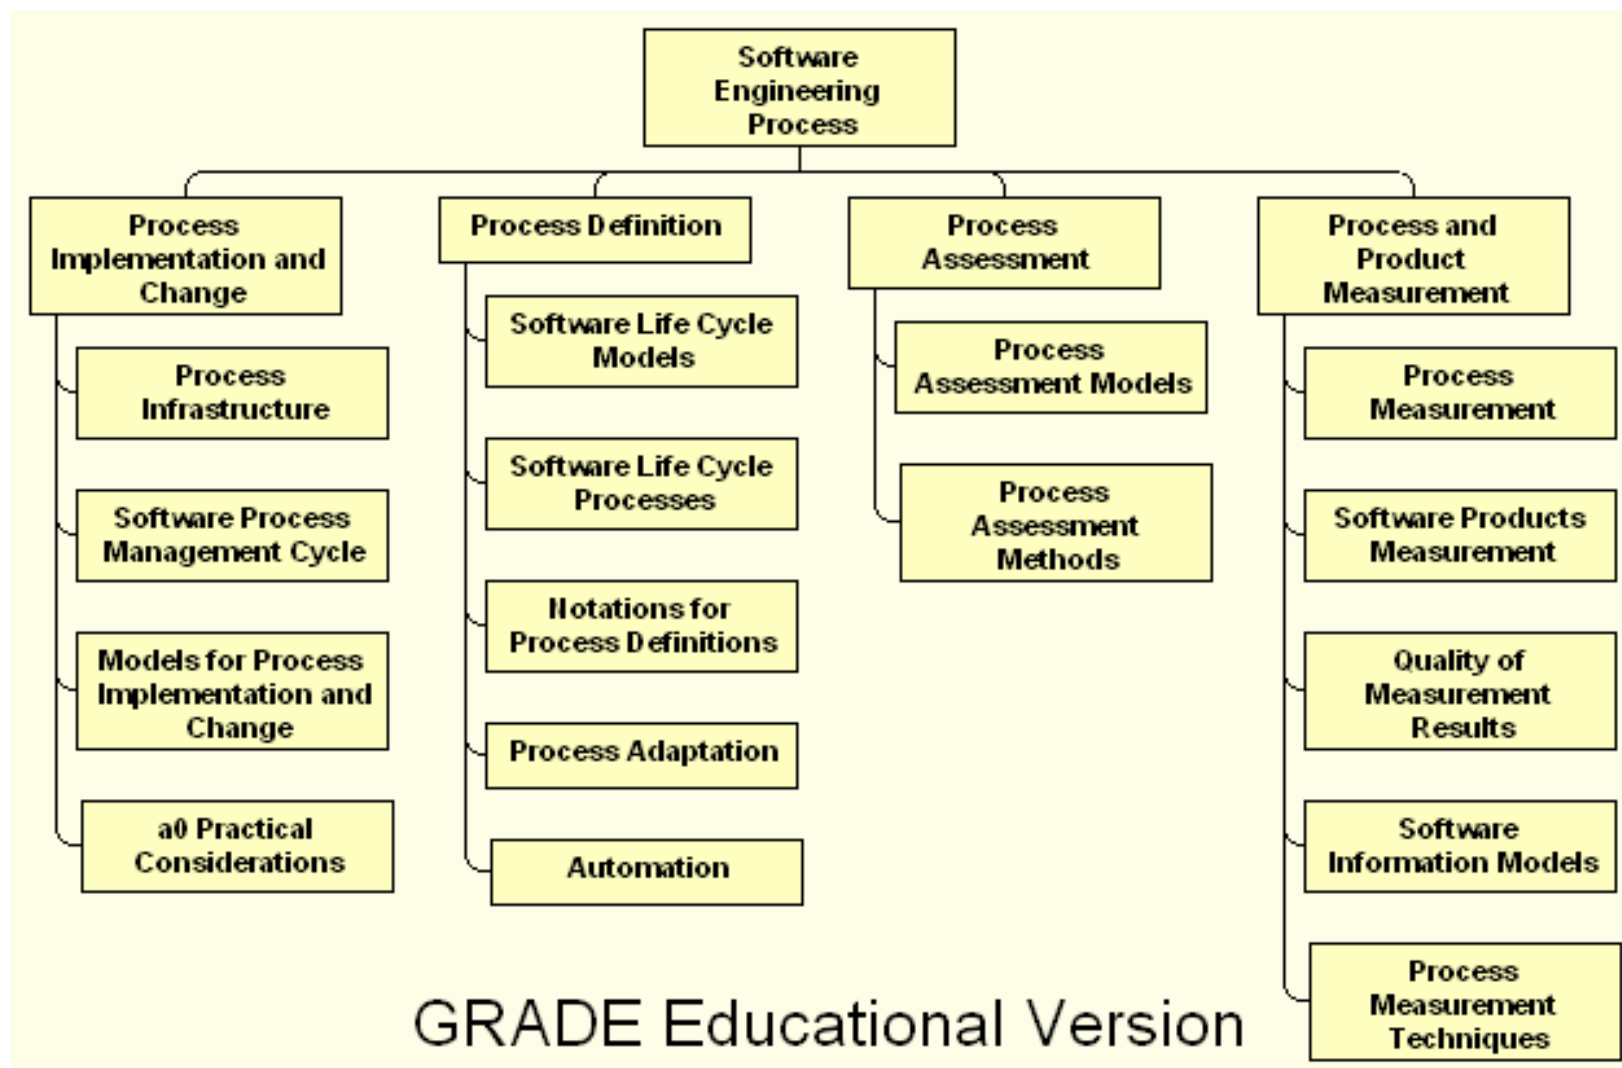 Software
Engineering
Process
Process
Implementation and
Change
Process
Infrastructure
Software Process
Management Cycle
Models for Process
Implementation and
Change
a0 Practical
Considerations
Process Definition
Software Life Cycle
Models
Software Life Cycle
Processes
Notations for
Process Definitions
Process Adaptation
Automation
Process
Assessment
Process
Assessment Models
Process
Assessment
Methods
Process and
Product
Measurement
Process
Measurement
Software Products
Measurement
Quality of
Measurement
Results
Software
Information Models
Process
Measurement
Techniques
GRADE Educational Version